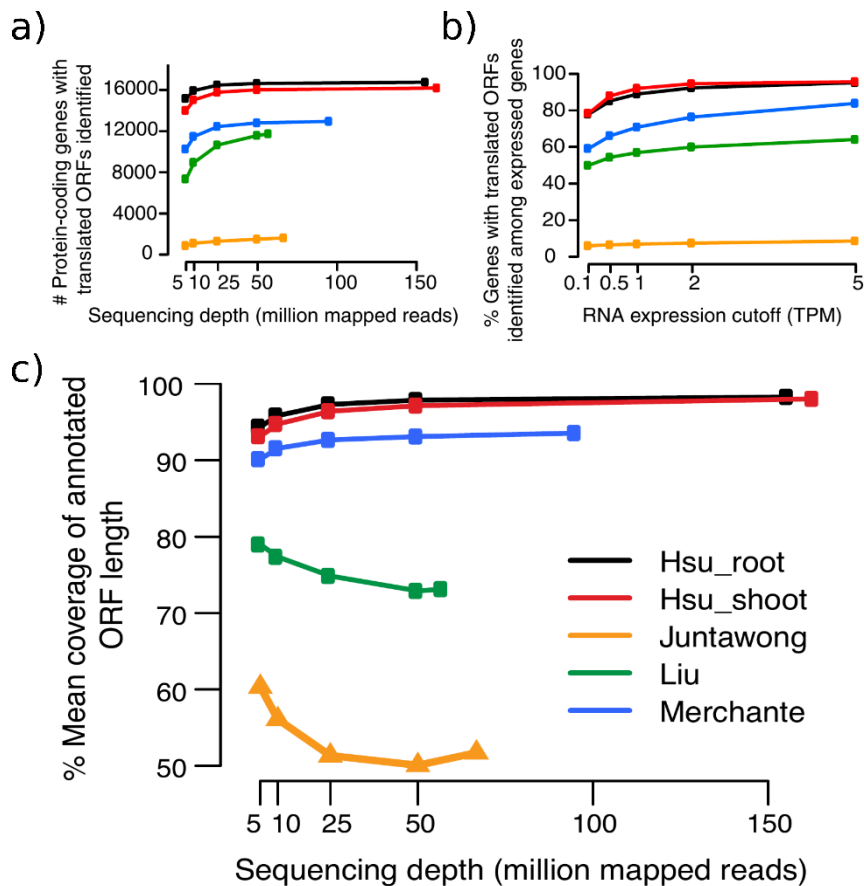 a)
# Protein-coding genes with
translated ORFs identified
16000
12000
8000
4000
0
5 10 25 50 100 150
Sequencing depth (million mapped reads)
b)
% Genes with translated ORFs
identified among expressed genes
100
80
60
40
20
0
0.1 0.5 1 2 5
RNA expression cutoff (TPM)
c)
% Mean coverage of annotated
ORF length
100
90
80
70
60
50
Hsu_root
Hsu_shoot
Juntawong
Liu
Merchante
5 10 25 50 100 150
Sequencing depth (million mapped reads)